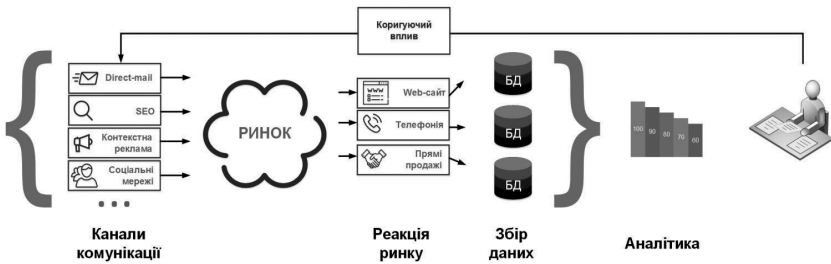 Коригуючий
вплив
Direct-mail
SEO
Контекстна
реклама
Соціальні
мережі
...
РИНОК
WWW
Web-сайт
Телефонія
Прямі
продажі
БД
БД
БД
100
90
80
70
60
Канали
комунікації
Реакція
ринку
Збір
даних
Аналітика